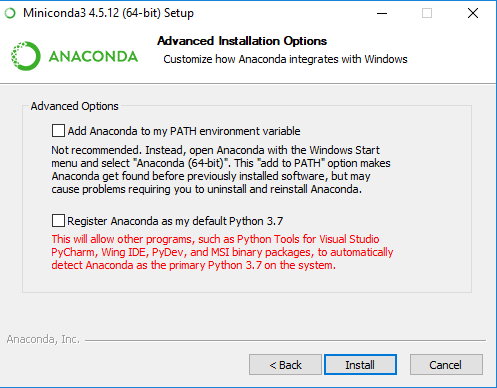 Miniconda3 4.5.12 (64-bit) Setup
ANACONDA
Advanced Installation Options
Customize how Anaconda integrates with Windows
Advanced Options
Add Anaconda to my PATH environment variable
Not recommended. Instead, open Anaconda with the Windows Start
menu and select "Anaconda (64-bit)". This "add to PATH" option makes
Anaconda get found before previously installed software, but may
cause problems requiring you to uninstall and reinstall Anaconda.
Register Anaconda as my default Python 3.7
This will allow other programs, such as Python Tools for Visual Studio
PyCharm, Wing IDE, PyDev, and MSI binary packages, to automatically
detect Anaconda as the primary Python 3.7 on the system.
Anaconda, Inc.
< Back
Install
Cancel